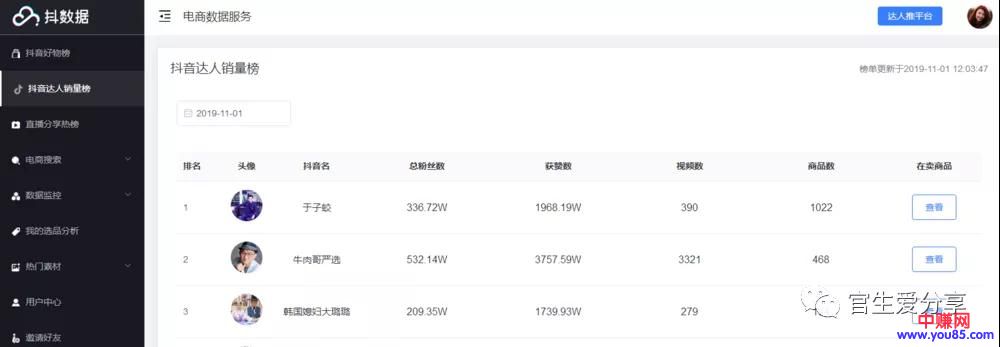 抖数据
电商数据服务
达人推平台
抖音好物榜
抖音达人销量榜
直播分享热榜
电商搜索
数据监控
我的选品分析
热门素材
用户中心
邀请好友
抖音达人销量榜
榜单更新于2019-11-01 12:03:47
2019-11-01
排名 头像 抖音名 总粉丝数 获赞数 视频数 商品数 在卖商品
1 于子蛟 336.72W 1968.19W 390 1022 查看
2 牛肉哥严选 532.14W 3757.59W 3321 468 查看
3 韩国媳妇大璐璐 209.35W 1739.93W 279
官生爱分享
中赚网
www.you85.com